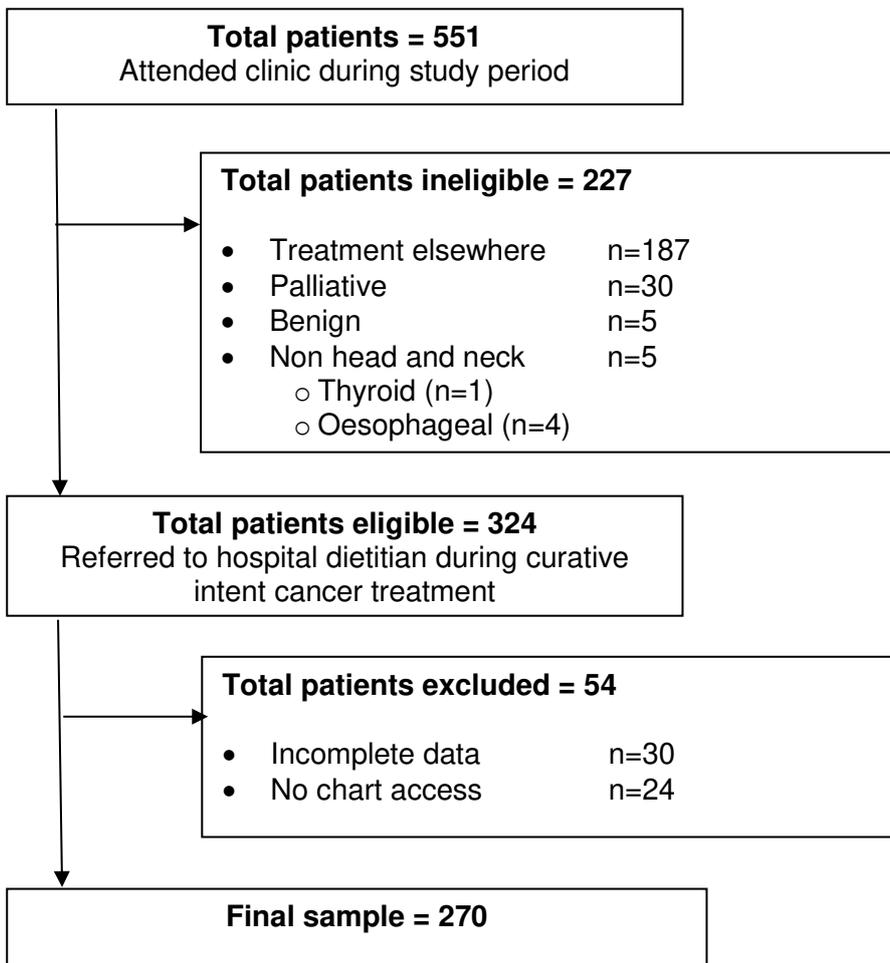 Total patients = 551
Attended clinic during study period
Total patients ineligible = 227
• Treatment elsewhere n=187
• Palliative n=30
• Benign n=5
• Non head and neck n=5
o Thyroid (n=1)
o Oesophageal (n=4)
Total patients eligible = 324
Referred to hospital dietitian during curative
intent cancer treatment
Total patients excluded = 54
• Incomplete data n=30
• No chart access n=24
Final sample = 270